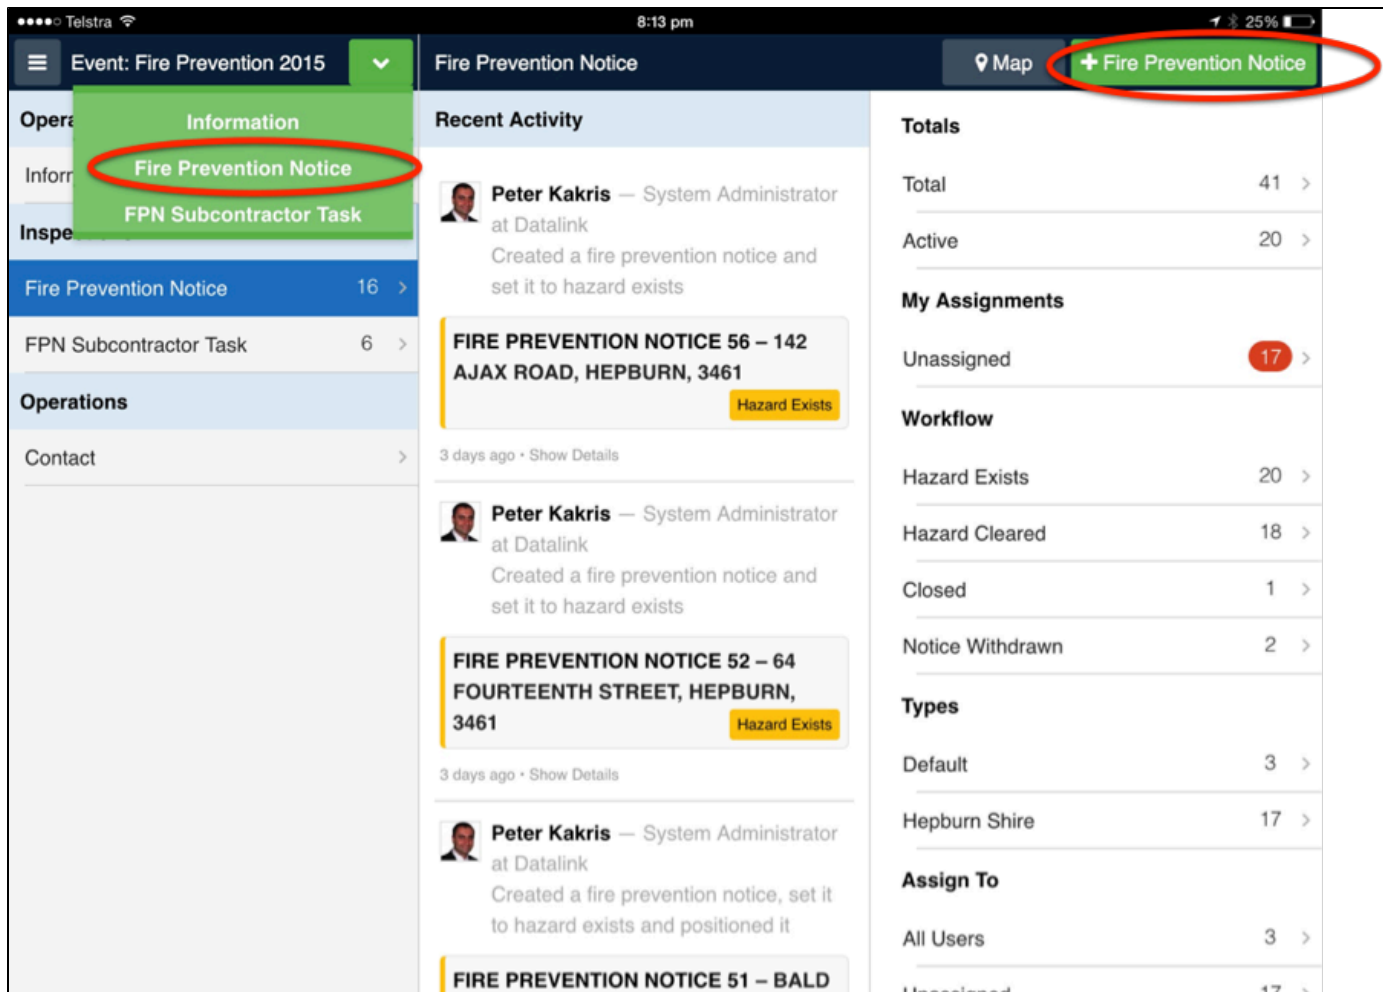 Telstra
8:13 pm
25%
Event: Fire Prevention 2015
Information
Fire Prevention Notice
FPN Subcontractor Task
Fire Prevention Notice 16
FPN Subcontractor Task 6
Operations
Contact
Fire Prevention Notice
Map
+ Fire Prevention Notice
Recent Activity
Peter Kakris — System Administrator
at Datalink
Created a fire prevention notice and
set it to hazard exists
FIRE PREVENTION NOTICE 56 – 142
AJAX ROAD, HEPBURN, 3461
Hazard Exists
3 days ago • Show Details
Peter Kakris — System Administrator
at Datalink
Created a fire prevention notice and
set it to hazard exists
FIRE PREVENTION NOTICE 52 – 64
FOURTEENTH STREET, HEPBURN,
3461
Hazard Exists
3 days ago • Show Details
Peter Kakris — System Administrator
at Datalink
Created a fire prevention notice, set it
to hazard exists and positioned it
FIRE PREVENTION NOTICE 51 – BALD
Totals
Total 41
Active 20
My Assignments
Unassigned 17
Workflow
Hazard Exists 20
Hazard Cleared 18
Closed 1
Notice Withdrawn 2
Types
Default 3
Hepburn Shire 17
Assign To
All Users 3